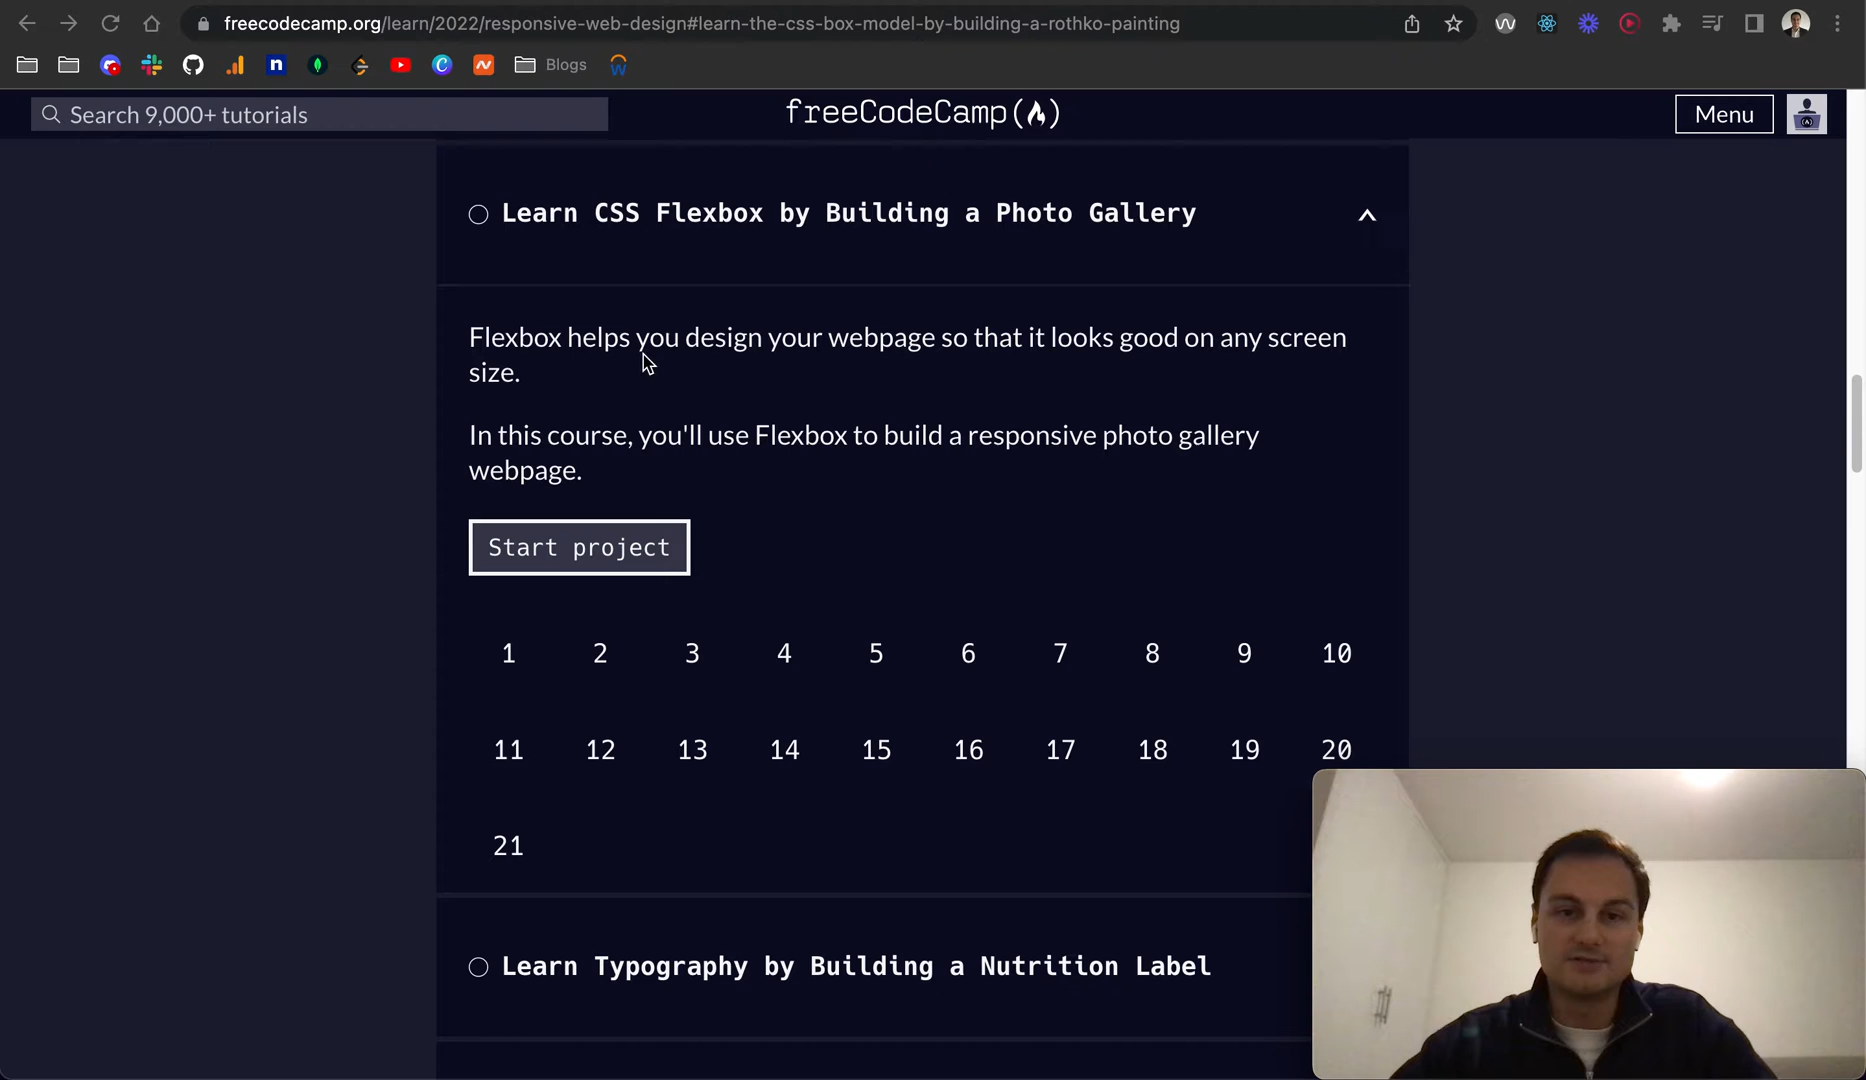 freecodecamp.org/learn/2022/responsive-web-design#learn-the-css-box-model-by-building-a-rothko-painting
Blogs
Search 9,000+ tutorials
freeCodeCamp
Menu
Learn CSS Flexbox by Building a Photo Gallery
Flexbox helps you design your webpage so that it looks good on any screen
size.
In this course, you'll use Flexbox to build a responsive photo gallery
webpage.
Start project
1 2 3 4 5 6 7 8 9 10
11 12 13 14 15 16 17 18 19 20
21
Learn Typography by Building a Nutrition Label